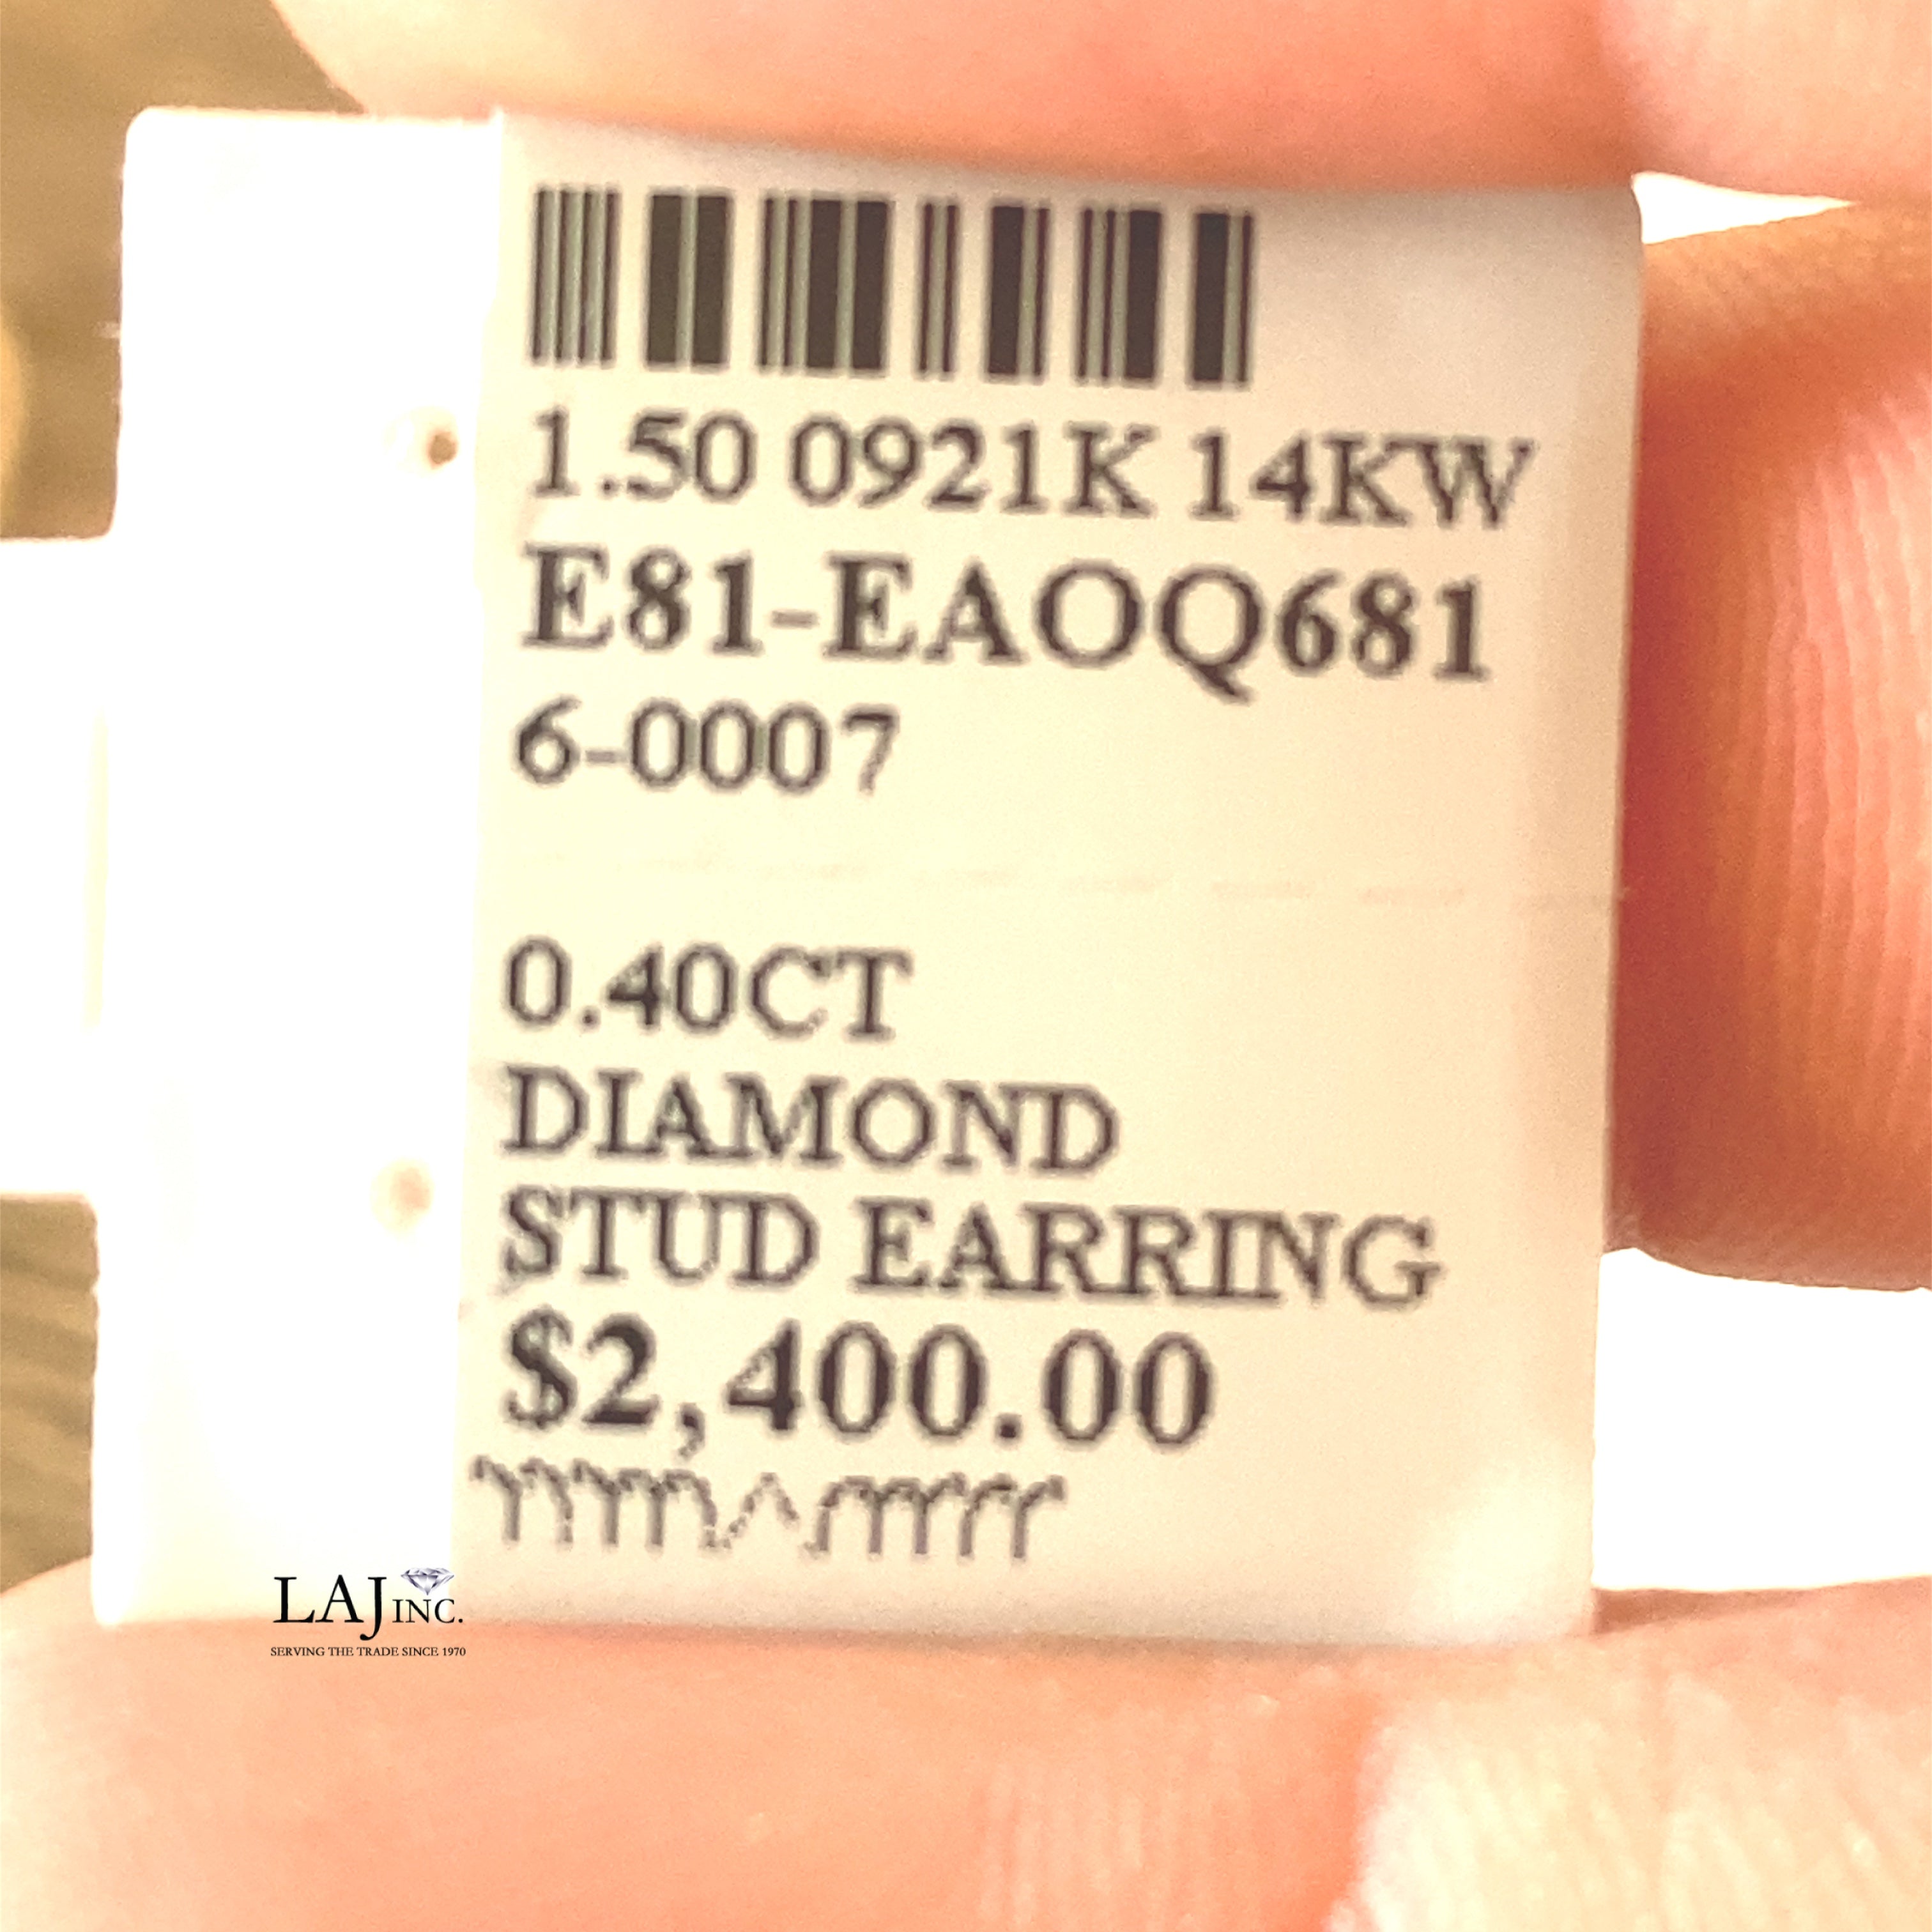 1.50 0921K 14KW
E81-EAOQ681
6-0007
0.40CT
DIAMOND
STUD EARRING
$2,400.00
LAJ INC.
SERVING THE TRADE SINCE 1970